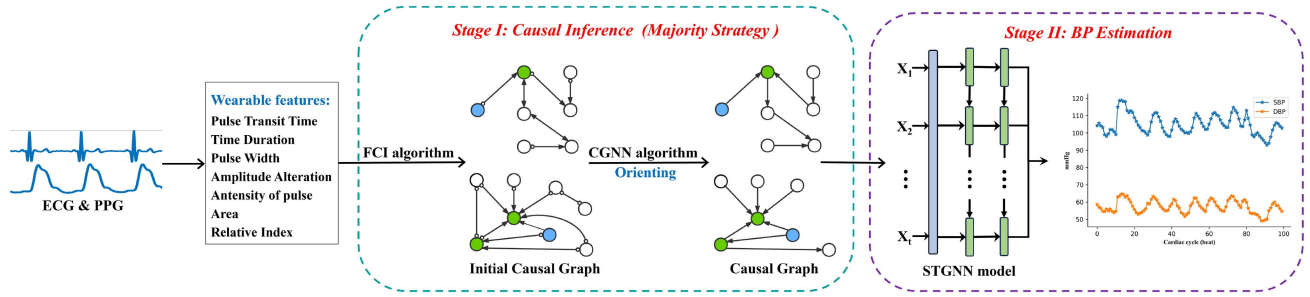 ECG & PPG
Wearable features:
Pulse Transit Time
Time Duration
Pulse Width
Amplitude Alteration
Antensity of pulse
Area
Relative Index
Stage I: Causal Inference (Majority Strategy )
FCI algorithm
Initial Causal Graph
CGNN algorithm
Orienting
Causal Graph
Stage II: BP Estimation
X1
X2
Xt
STGNN model
SBP
DBP
mmHg
120
110
100
90
80
70
60
50
0
20
40
60
80
100
Cardiac cycle (beat)